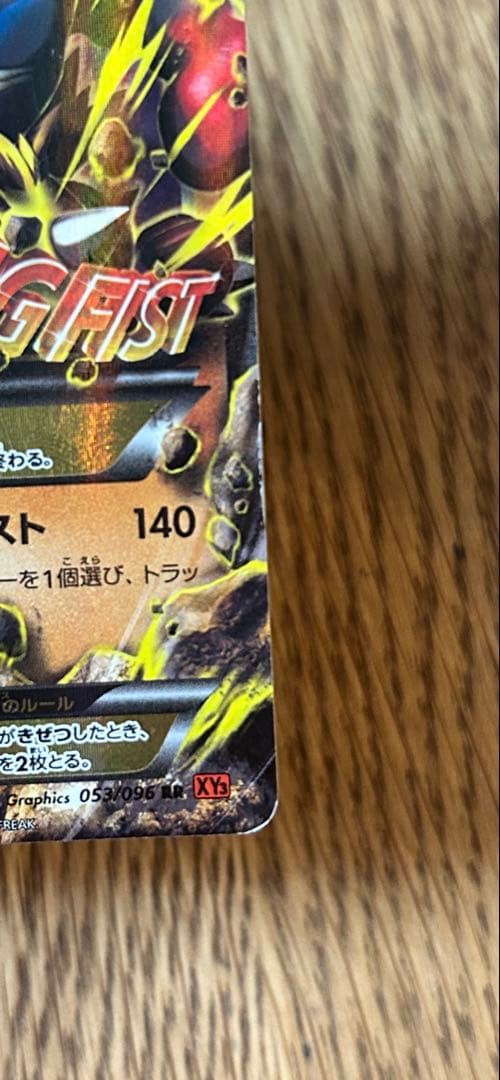 G FIST
終わる。
スト 140
ーを1個選び、トラッ
のルール
がきぜつしたとき、
を2枚とる。
Graphics 053/096 RR XY3
FREAK